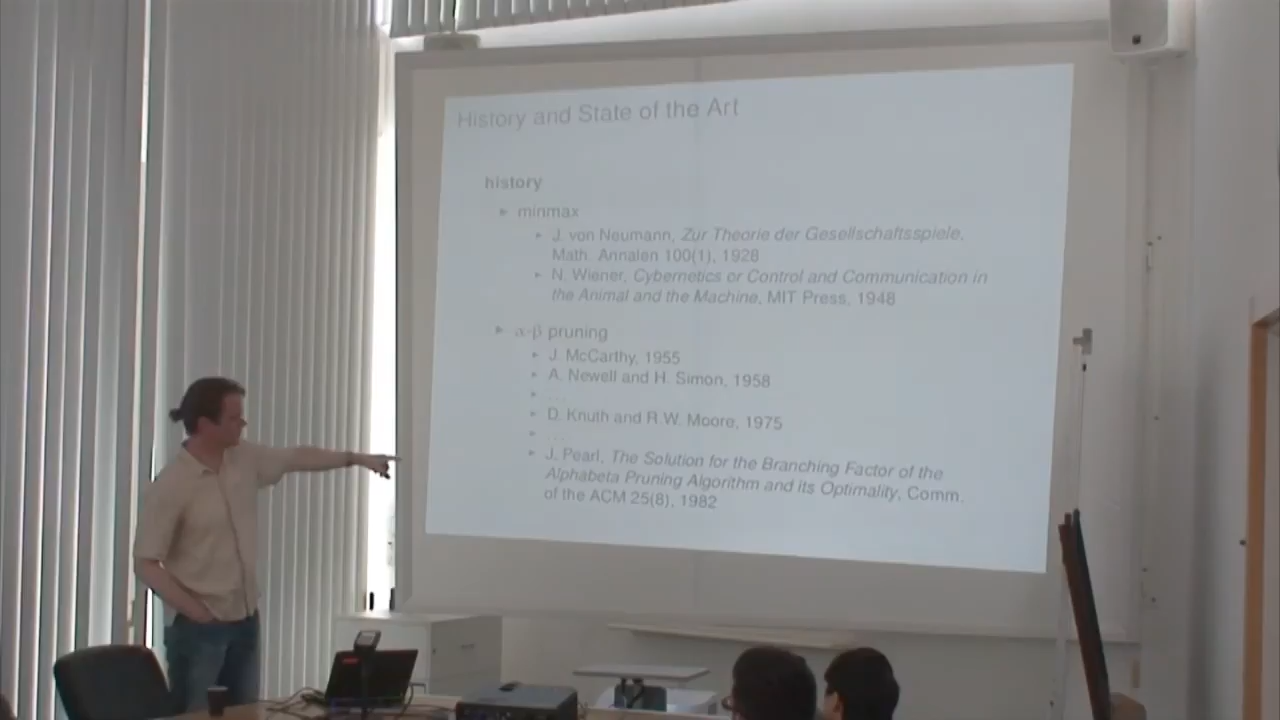 History and State of the Art
history
minmax
J. von Neumann, Zur Theorie der Gesellschaftsspiele,
Math. Annalen 100(1), 1928
N. Wiener, Cybernetics or Control and Communication in
the Animal and the Machine, MIT Press, 1948
α-β pruning
J. McCarthy, 1955
A. Newell and H. Simon, 1958
...
D. Knuth and R.W. Moore, 1975
...
J. Pearl, The Solution for the Branching Factor of the
Alphabeta Pruning Algorithm and its Optimality, Comm.
of the ACM 25(8), 1982